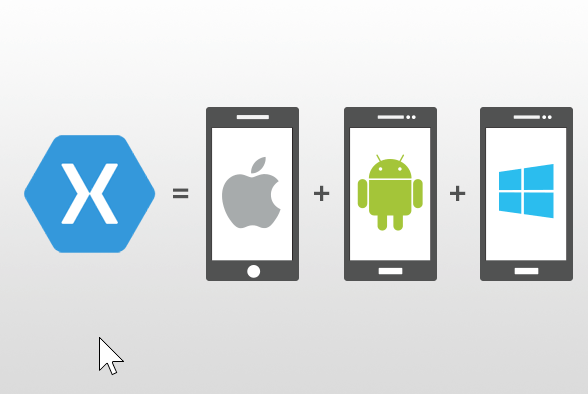 X = + +